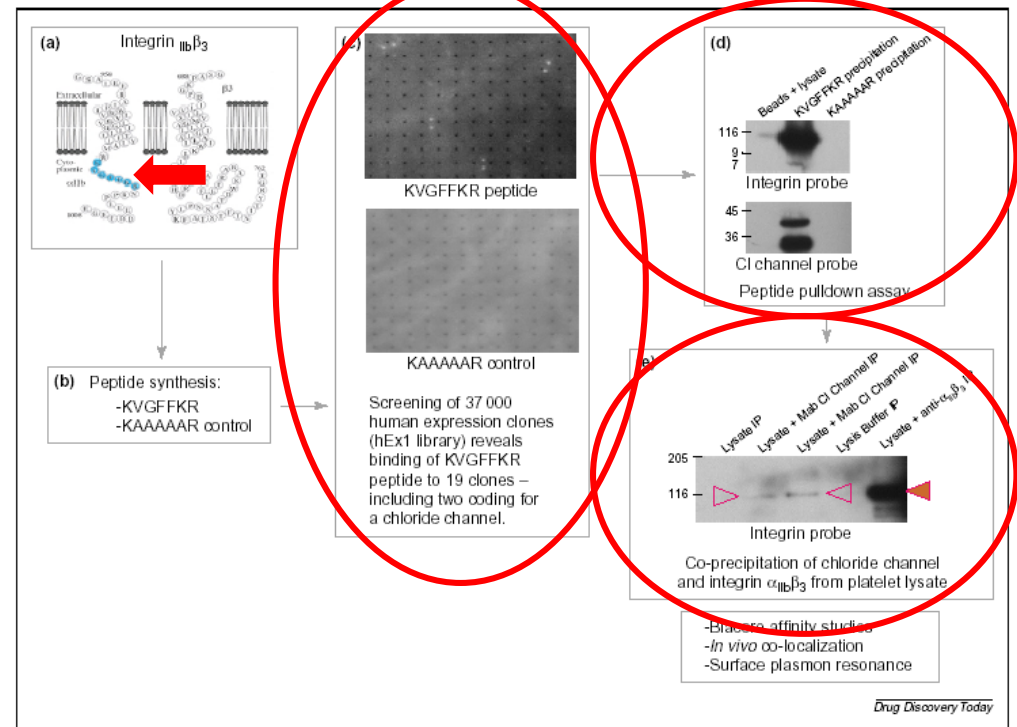 (a)
Integrin IIbβ3
Extracellular
β3
Cyto-
plasmic
αIIb
(b) Peptide synthesis:
-KVGFFKR
-KAAAAAR control
(c)
KVGFFKR peptide
KAAAAAR control
Screening of 37 000
human expression clones
(hEx1 library) reveals
binding of KVGFFKR
peptide to 19 clones –
including two coding for
a chloride channel.
(d)
Beads + lysate
KVGFFKR precipitation
KAAAAAR precipitation
116
9
7
Integrin probe
45
36
Cl channel probe
Peptide pulldown assay
e)
Lysate IP
Lysate + Mab Cl Channel IP
Lysate + Mab Cl Channel IP
Lysis Buffer IP
Lysate + anti-αIIbβ3 IP
205
116
Integrin probe
Co-precipitation of chloride channel
and integrin αIIbβ3 from platelet lysate
-Biacore affinity studies
-In vivo co-localization
-Surface plasmon resonance
Drug Discovery Today